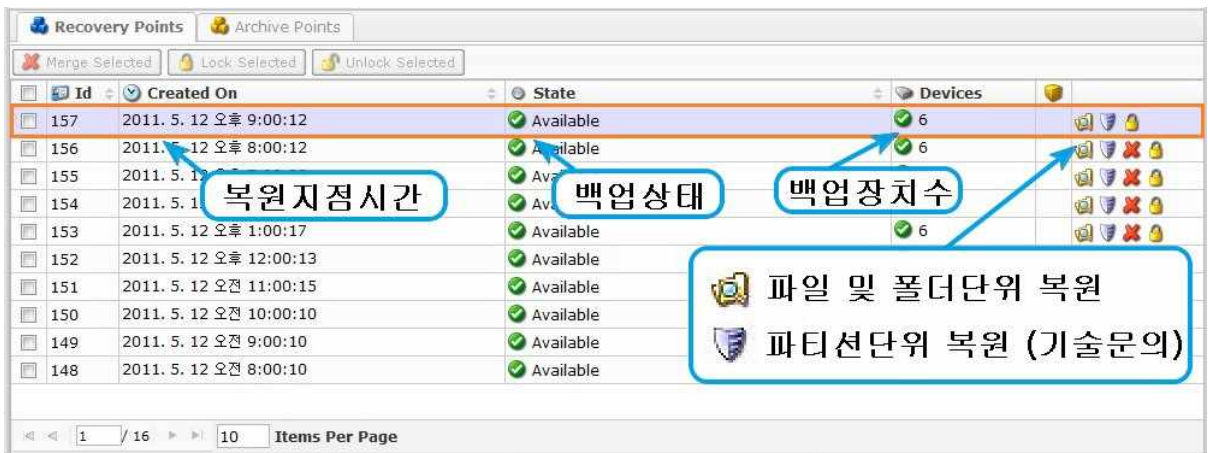 Recovery Points Archive Points
Merge Selected Lock Selected Unlock Selected
Id Created On State Devices
157 2011. 5. 12 오후 9:00:12 Available 6
156 2011. 5. 12 오후 8:00:12 Available 6
155 2011. 5. 12
154 2011. 5. 1
복원지점시간 백업상태 백업장치수
153 2011. 5. 12 오후 1:00:17 Available 6
152 2011. 5. 12 오후 12:00:13 Available
151 2011. 5. 12 오전 11:00:15 Available
150 2011. 5. 12 오전 10:00:10 Available
149 2011. 5. 12 오전 9:00:10 Available
148 2011. 5. 12 오전 8:00:10 Available
파일 및 폴더단위 복원
파티션단위 복원 (기술문의)
1 / 16 10 Items Per Page